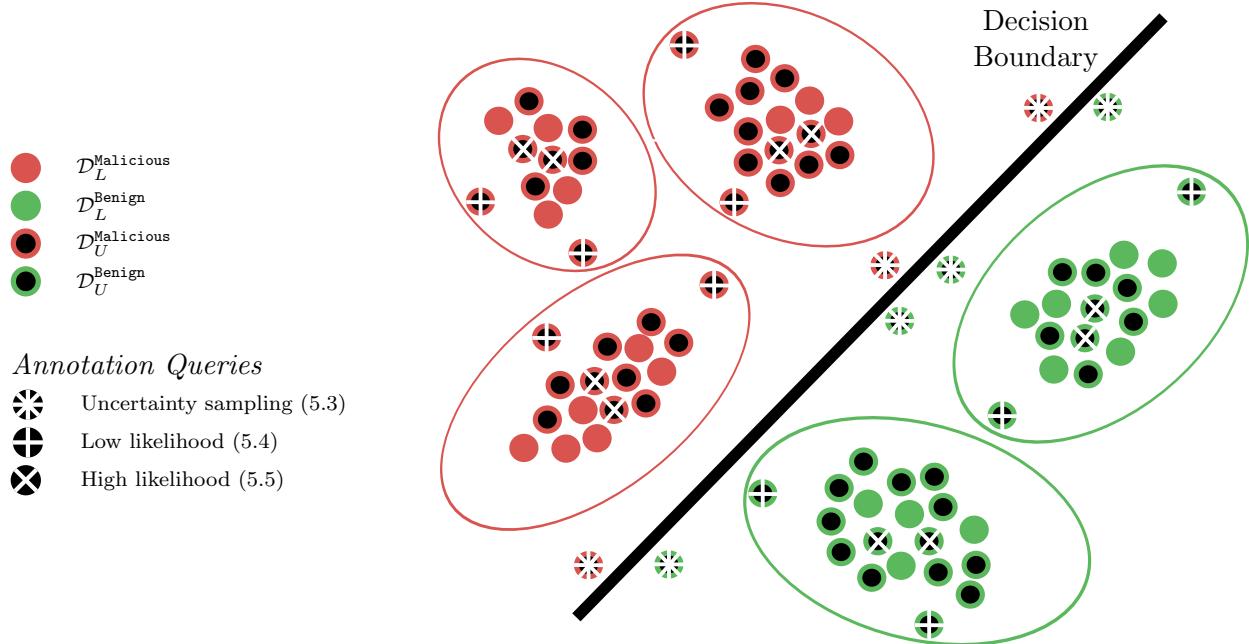 Decision
Boundary
𝒟_L^Malicious
𝒟_L^Benign
𝒟_U^Malicious
𝒟_U^Benign
Annotation Queries
Uncertainty sampling (5.3)
Low likelihood (5.4)
High likelihood (5.5)